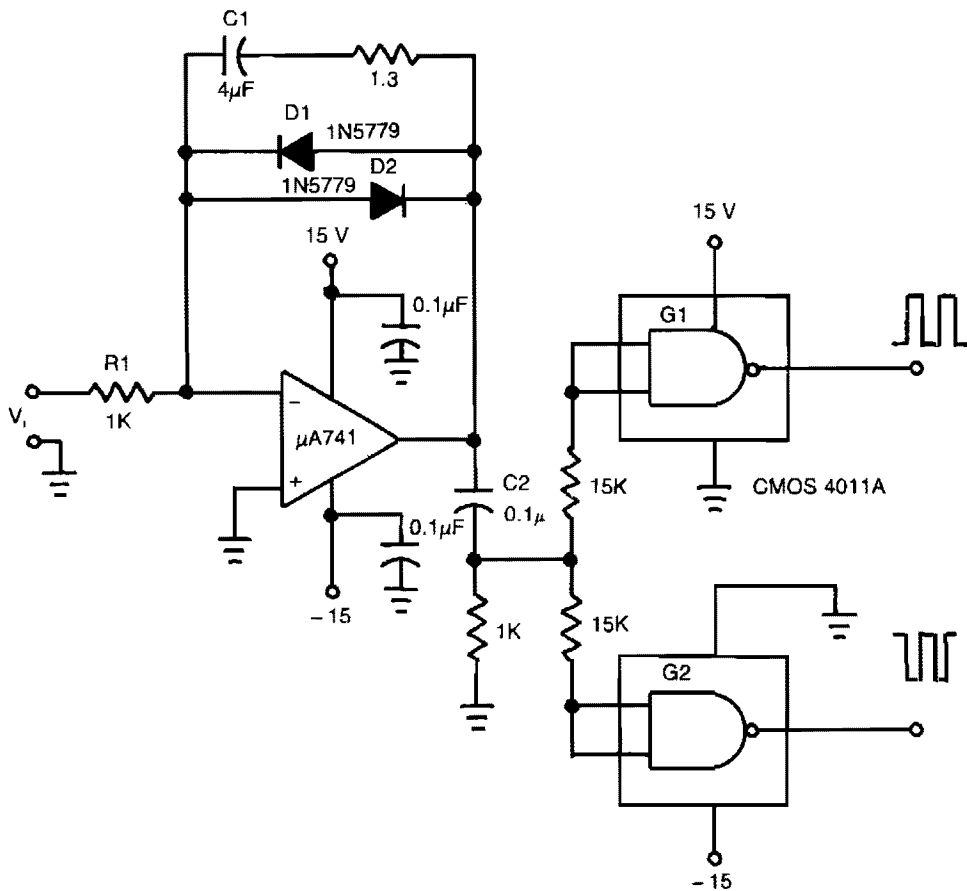 C1
4μF
1.3
D1
1N5779
D2
1N5779
15 V
0.1μF
R1
1K
V₁
−
μA741
+
0.1μF
−15
C2
0.1μ
1K
15K
15K
15 V
G1
CMOS 4011A
G2
−15